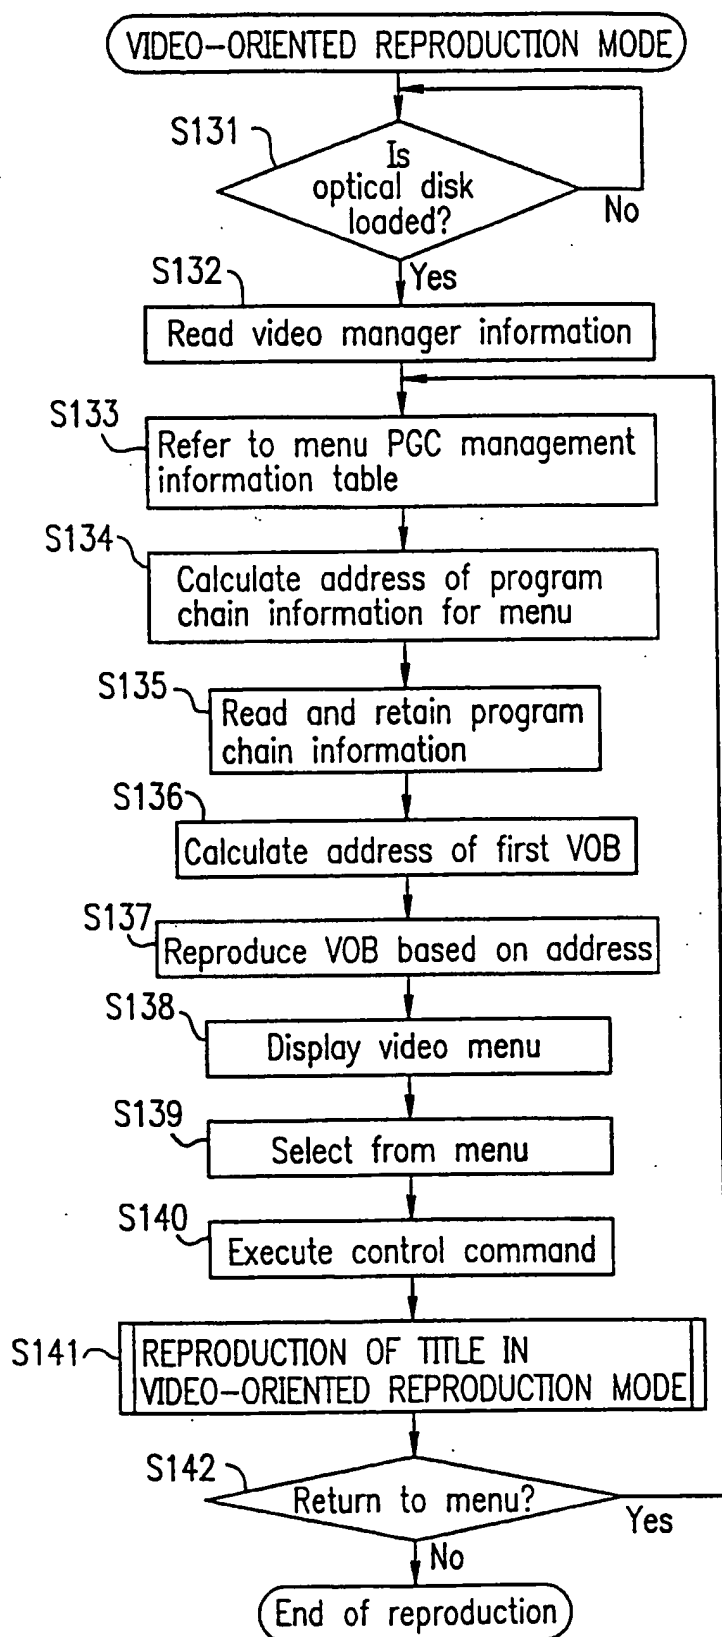 VIDEO-ORIENTED REPRODUCTION MODE
S131
Is
optical disk
loaded?
No
Yes
S132
Read video manager information
S133
Refer to menu PGC management
information table
S134
Calculate address of program
chain information for menu
S135
Read and retain program
chain information
S136
Calculate address of first VOB
S137
Reproduce VOB based on address
S138
Display video menu
S139
Select from menu
S140
Execute control command
S141
REPRODUCTION OF TITLE IN
VIDEO-ORIENTED REPRODUCTION MODE
S142
Return to menu?
Yes
No
End of reproduction